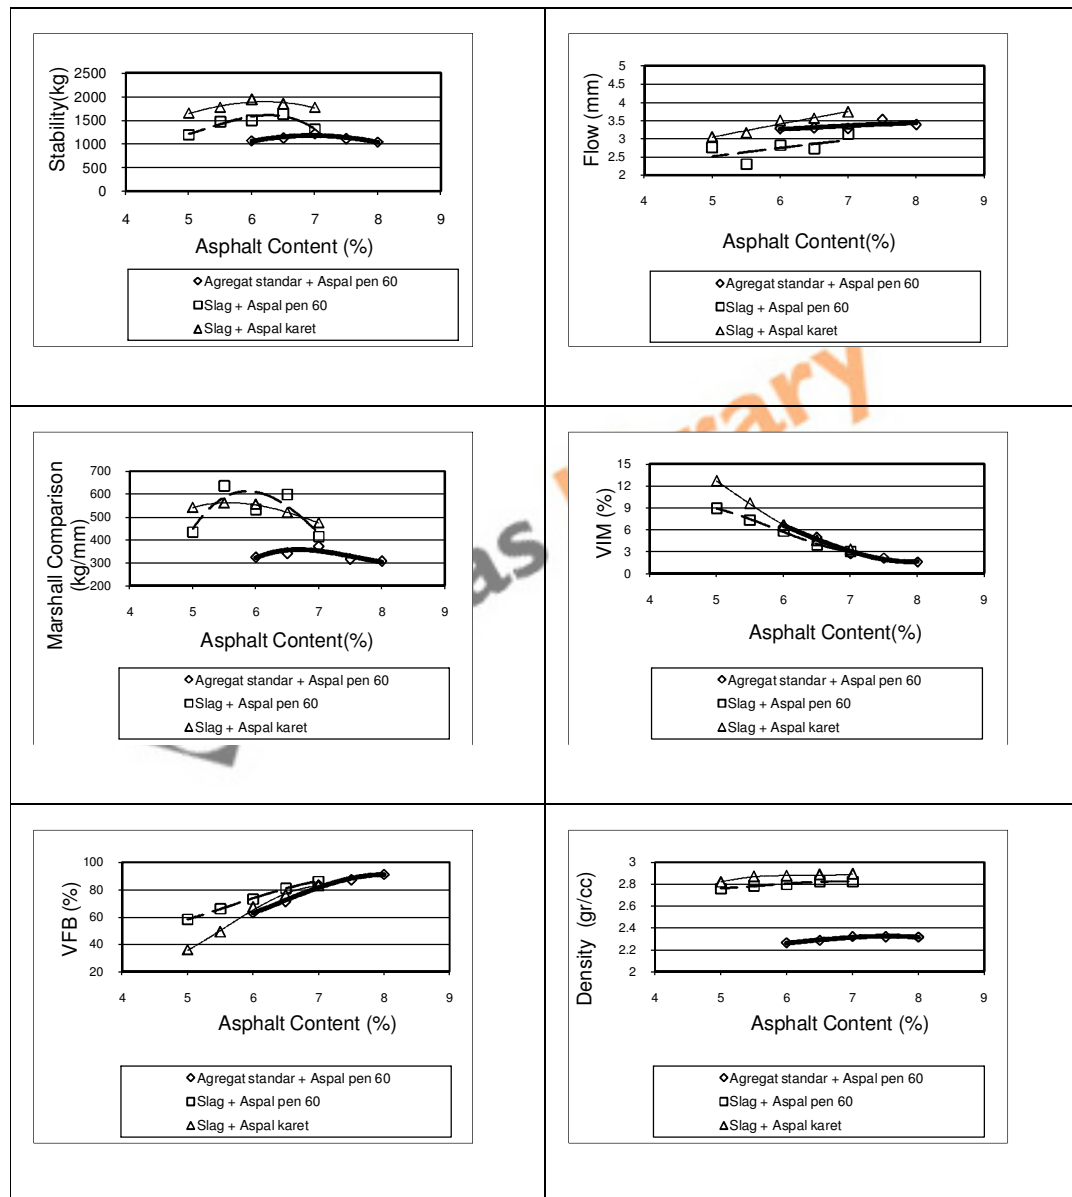 Stability(kg)
2500
2000
1500
1000
500
0
4 5 6 7 8 9
Asphalt Content (%)
Agregat standar + Aspal pen 60
Slag + Aspal pen 60
Slag + Aspal karet
Flow (mm)
5
4.5
4
3.5
3
2.5
2
4 5 6 7 8 9
Asphalt Content(%)
Agregat standar + Aspal pen 60
Slag + Aspal pen 60
Slag + Aspal karet
Marshall Comparison
(kg/mm)
700
600
500
400
300
200
4 5 6 7 8 9
Asphalt Content(%)
Agregat standar + Aspal pen 60
Slag + Aspal pen 60
Slag + Aspal karet
VIM (%)
15
12
9
6
3
0
4 5 6 7 8 9
Asphalt Content(%)
Agregat standar + Aspal pen 60
Slag + Aspal pen 60
Slag + Aspal karet
VFB (%)
100
80
60
40
20
4 5 6 7 8 9
Asphalt Content (%)
Agregat standar + Aspal pen 60
Slag + Aspal pen 60
Slag + Aspal karet
Density (gr/cc)
3
2.8
2.6
2.4
2.2
2
4 5 6 7 8 9
Asphalt Content (%)
Agregat standar + Aspal pen 60
Slag + Aspal pen 60
Slag + Aspal karet